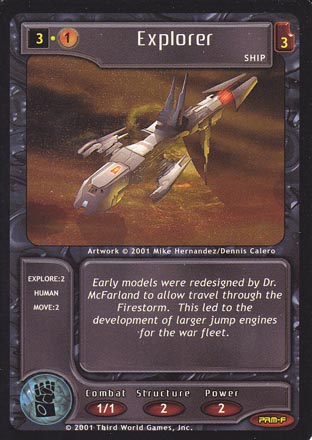 3 • 1
Explorer
3
SHIP
Artwork © 2001 Mike Hernandez/Dennis Calero
EXPLORE:2
HUMAN
MOVE:2
Early models were redesigned by Dr.
McFarland to allow travel through the
Firestorm. This led to the
development of larger jump engines
for the war fleet.
Combat Structure Power
1/1 2 2
PRM-F
© 2001 Third World Games, Inc.